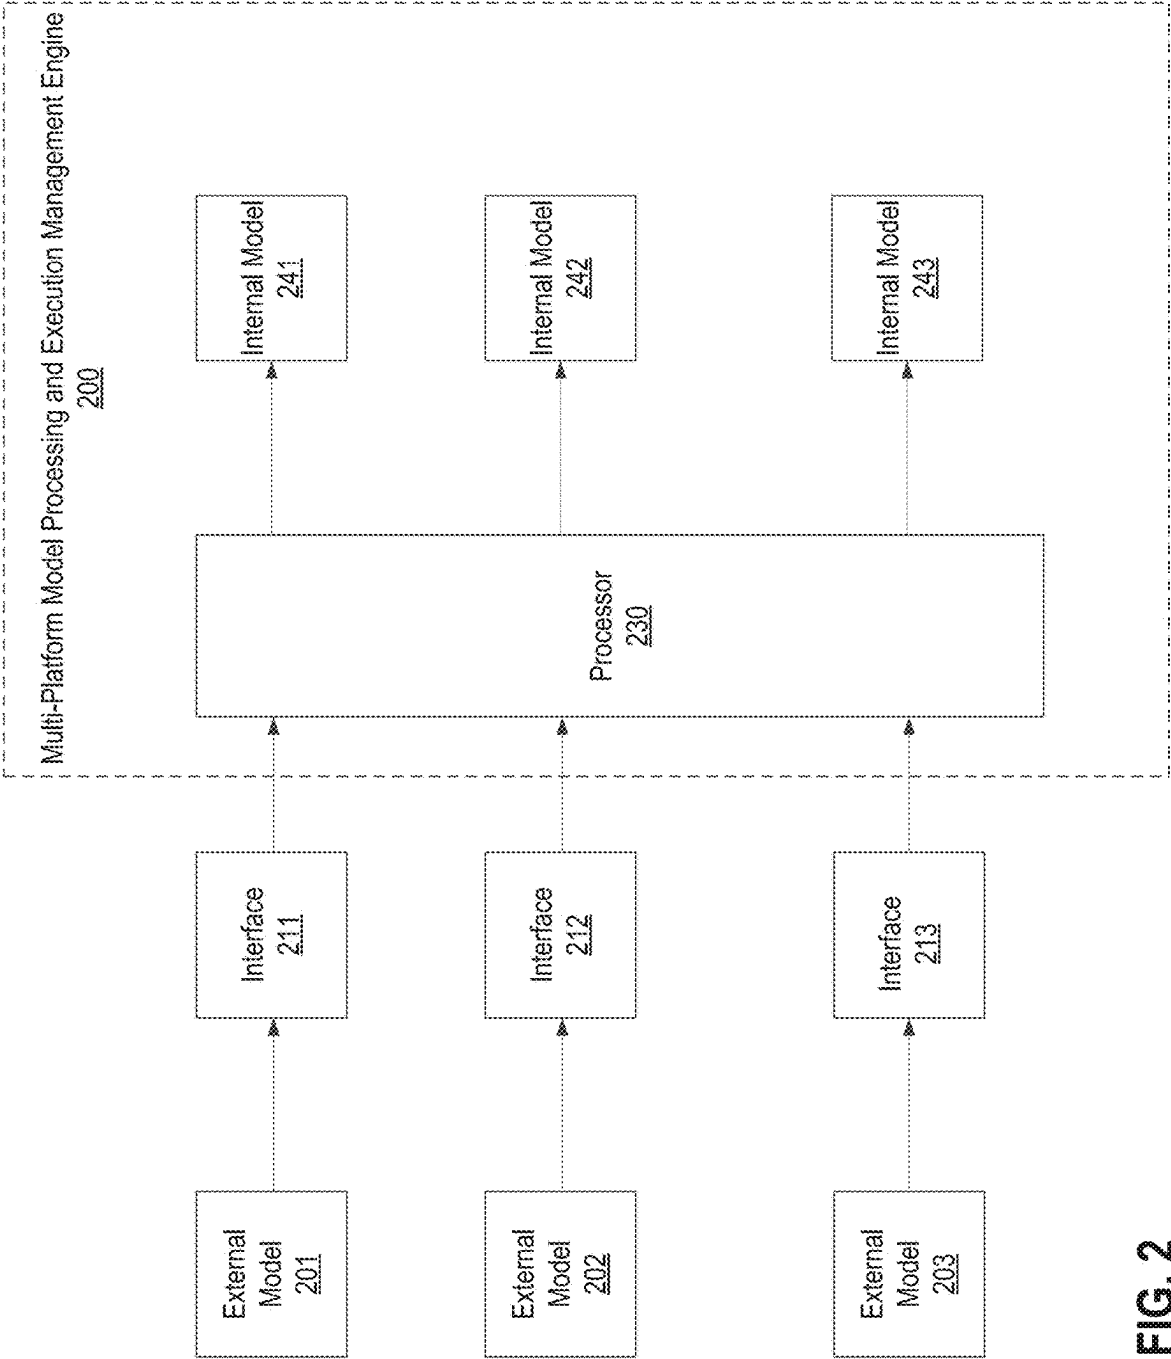 Multi-Platform Model Processing and Execution Management Engine
200
External
Model
201
Interface
211
Internal Model
241
External
Model
202
Interface
212
Processor
230
Internal Model
242
External
Model
203
Interface
213
Internal Model
243
FIG. 2